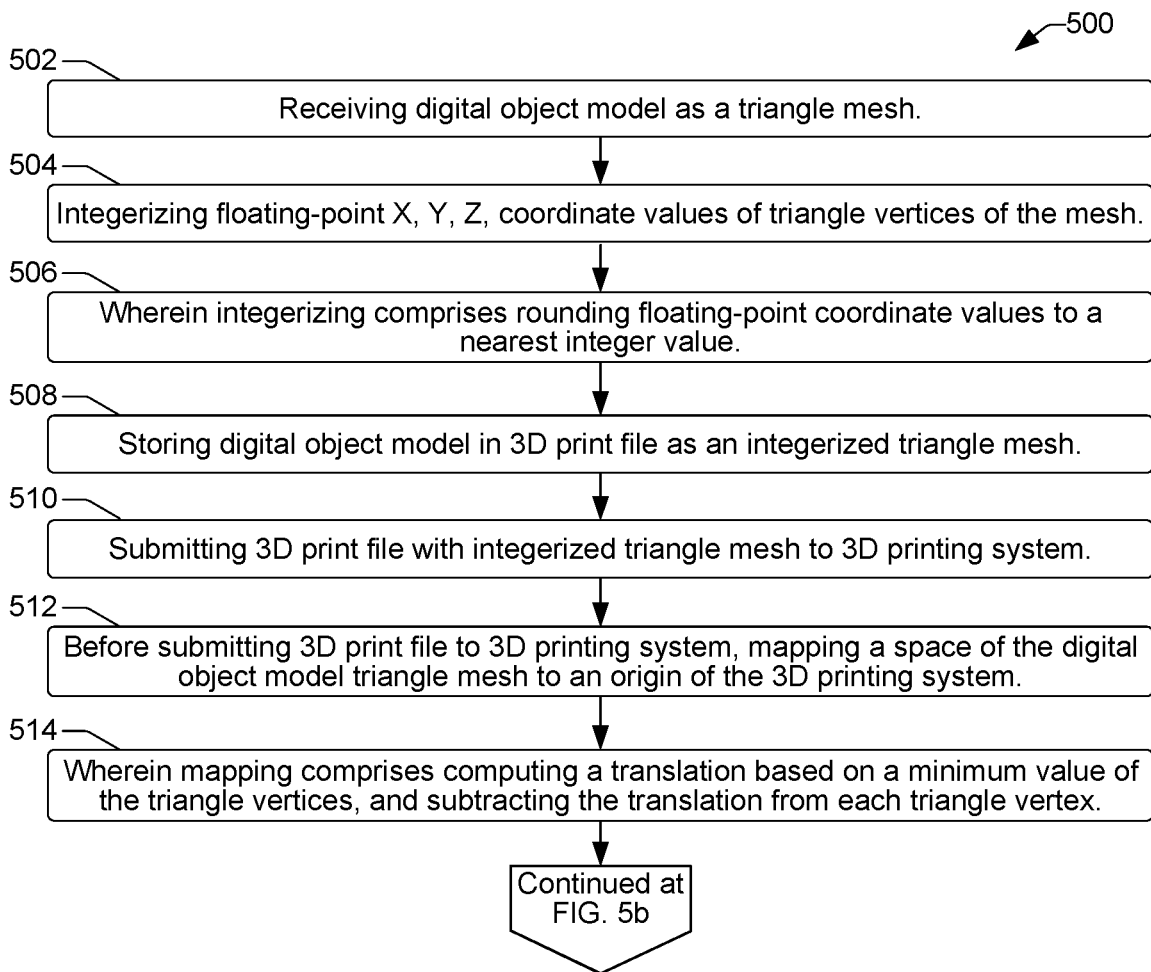 500
502
Receiving digital object model as a triangle mesh.
504
Integerizing floating-point X, Y, Z, coordinate values of triangle vertices of the mesh.
506
Wherein integerizing comprises rounding floating-point coordinate values to a
nearest integer value.
508
Storing digital object model in 3D print file as an integerized triangle mesh.
510
Submitting 3D print file with integerized triangle mesh to 3D printing system.
512
Before submitting 3D print file to 3D printing system, mapping a space of the digital
object model triangle mesh to an origin of the 3D printing system.
514
Wherein mapping comprises computing a translation based on a minimum value of
the triangle vertices, and subtracting the translation from each triangle vertex.
Continued at
FIG. 5b